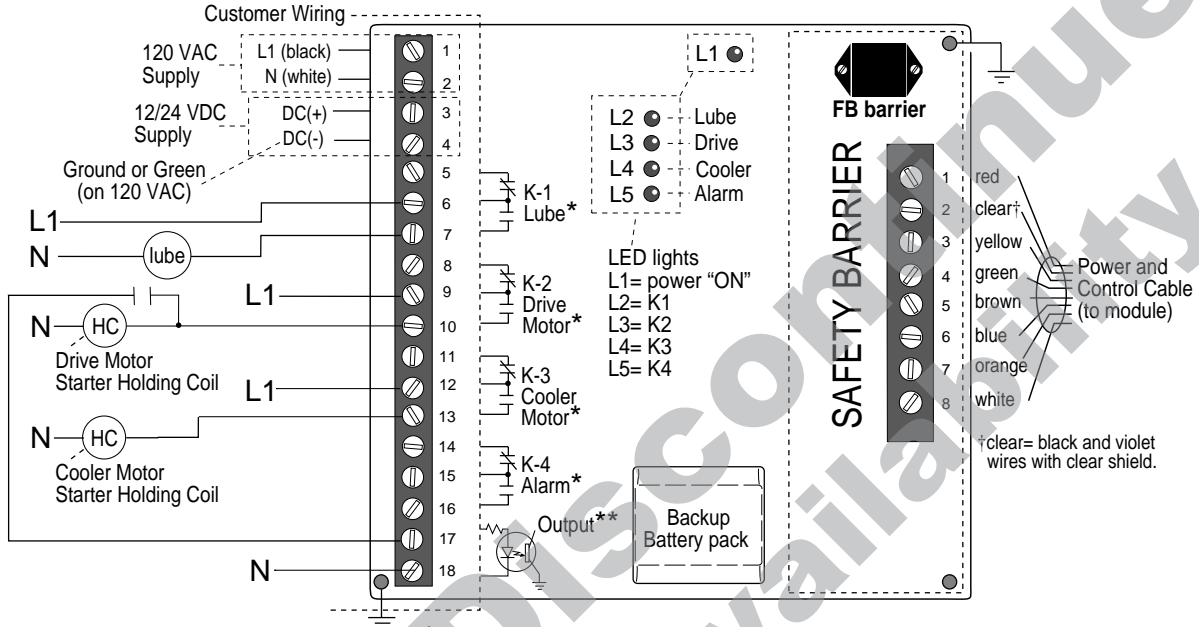 Customer Wiring
120 VAC
Supply
L1 (black)
N (white)
12/24 VDC
Supply
DC(+)
DC(-)
Ground or Green
(on 120 VAC)
L1
N
lube
L1
N
HC
Drive Motor
Starter Holding Coil
L1
N
HC
Cooler Motor
Starter Holding Coil
N
1
2
3
4
5
6
7
8
9
10
11
12
13
14
15
16
17
18
K-1
Lube*
K-2
Drive
Motor*
K-3
Cooler
Motor*
K-4
Alarm*
Output**
L1
L2
Lube
L3
Drive
L4
Cooler
L5
Alarm
LED lights
L1= power “ON”
L2= K1
L3= K2
L4= K3
L5= K4
Backup
Battery pack
FB barrier
SAFETY BARRIER
1 red
2 clear†
3 yellow
4 green
5 brown
6 blue
7 orange
8 white
Power and
Control Cable
(to module)
†clear= black and violet
wires with clear shield.
Discontinue
vailability